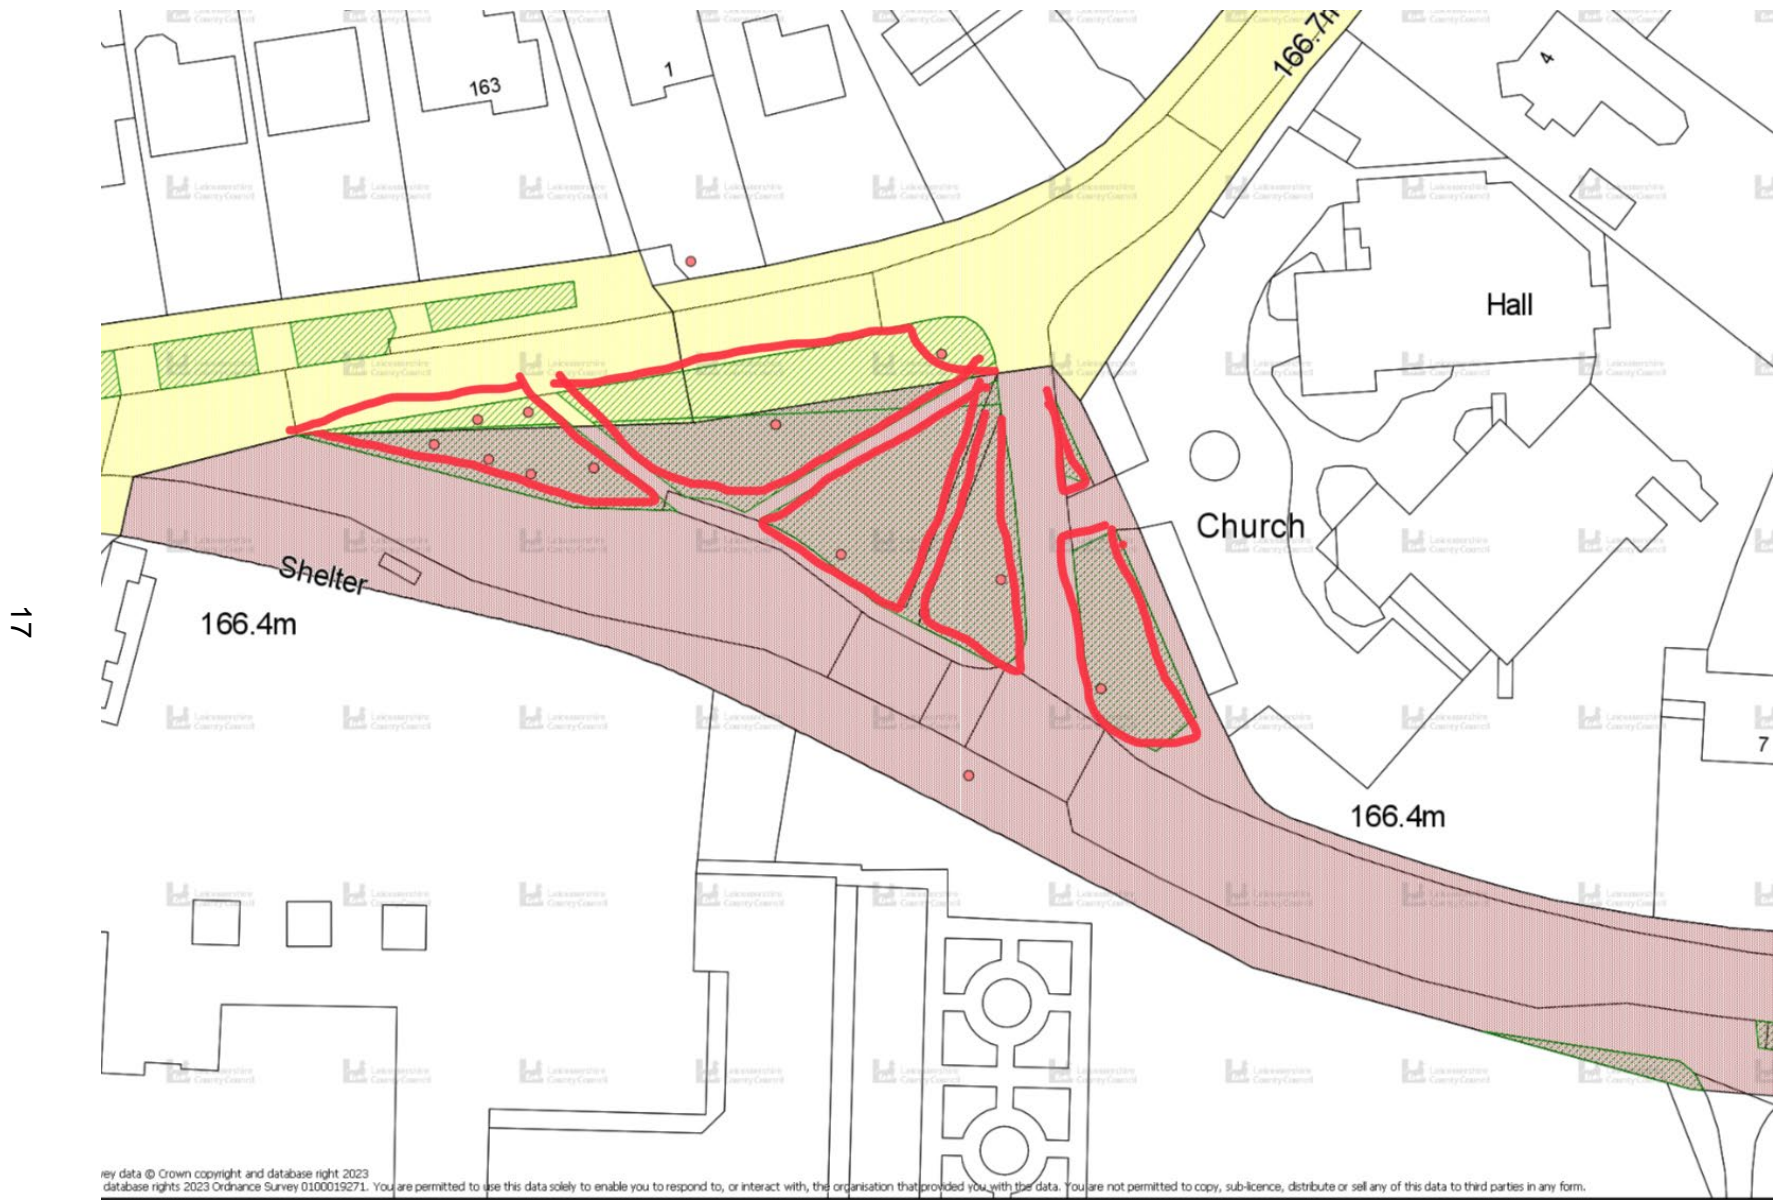 166.7m
4
163
1
Hall
Church
Shelter
166.4m
17
7
166.4m
Leicestershire
County Council
vey data © Crown copyright and database right 2023
database rights 2023 Ordnance Survey 0100019271. You are permitted to use this data solely to enable you to respond to, or interact with, the organisation that provided you with the data. You are not permitted to copy, sub-licence, distribute or sell any of this data to third parties in any form.